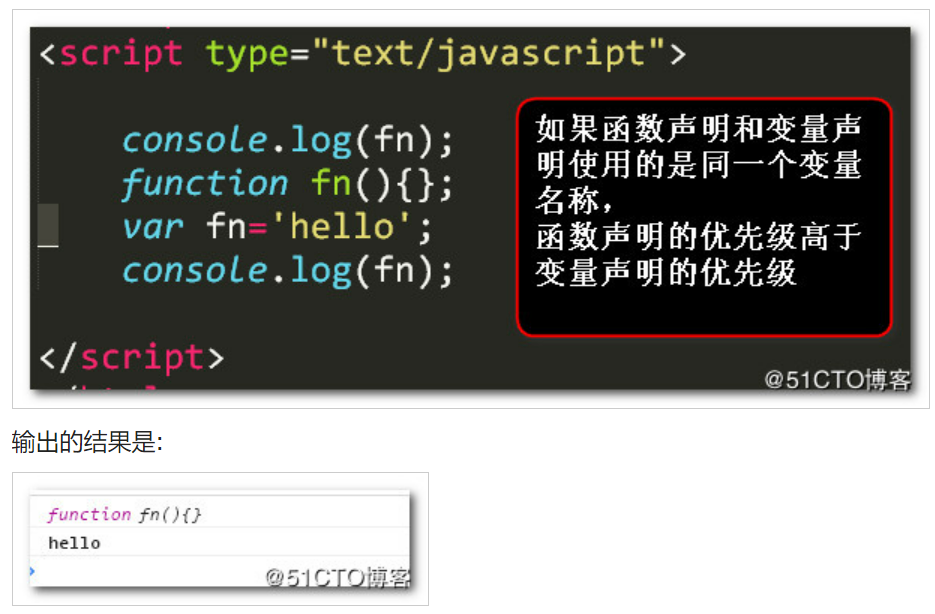 <script type="text/javascript">
console.log(fn);
function fn(){};
var fn='hello';
console.log(fn);
</script>
如果函数声明和变量声
明使用的是同一个变量
名称，
函数声明的优先级高于
变量声明的优先级
@51CTO博客
输出的结果是:
function fn(){}
hello
@51CTO博客